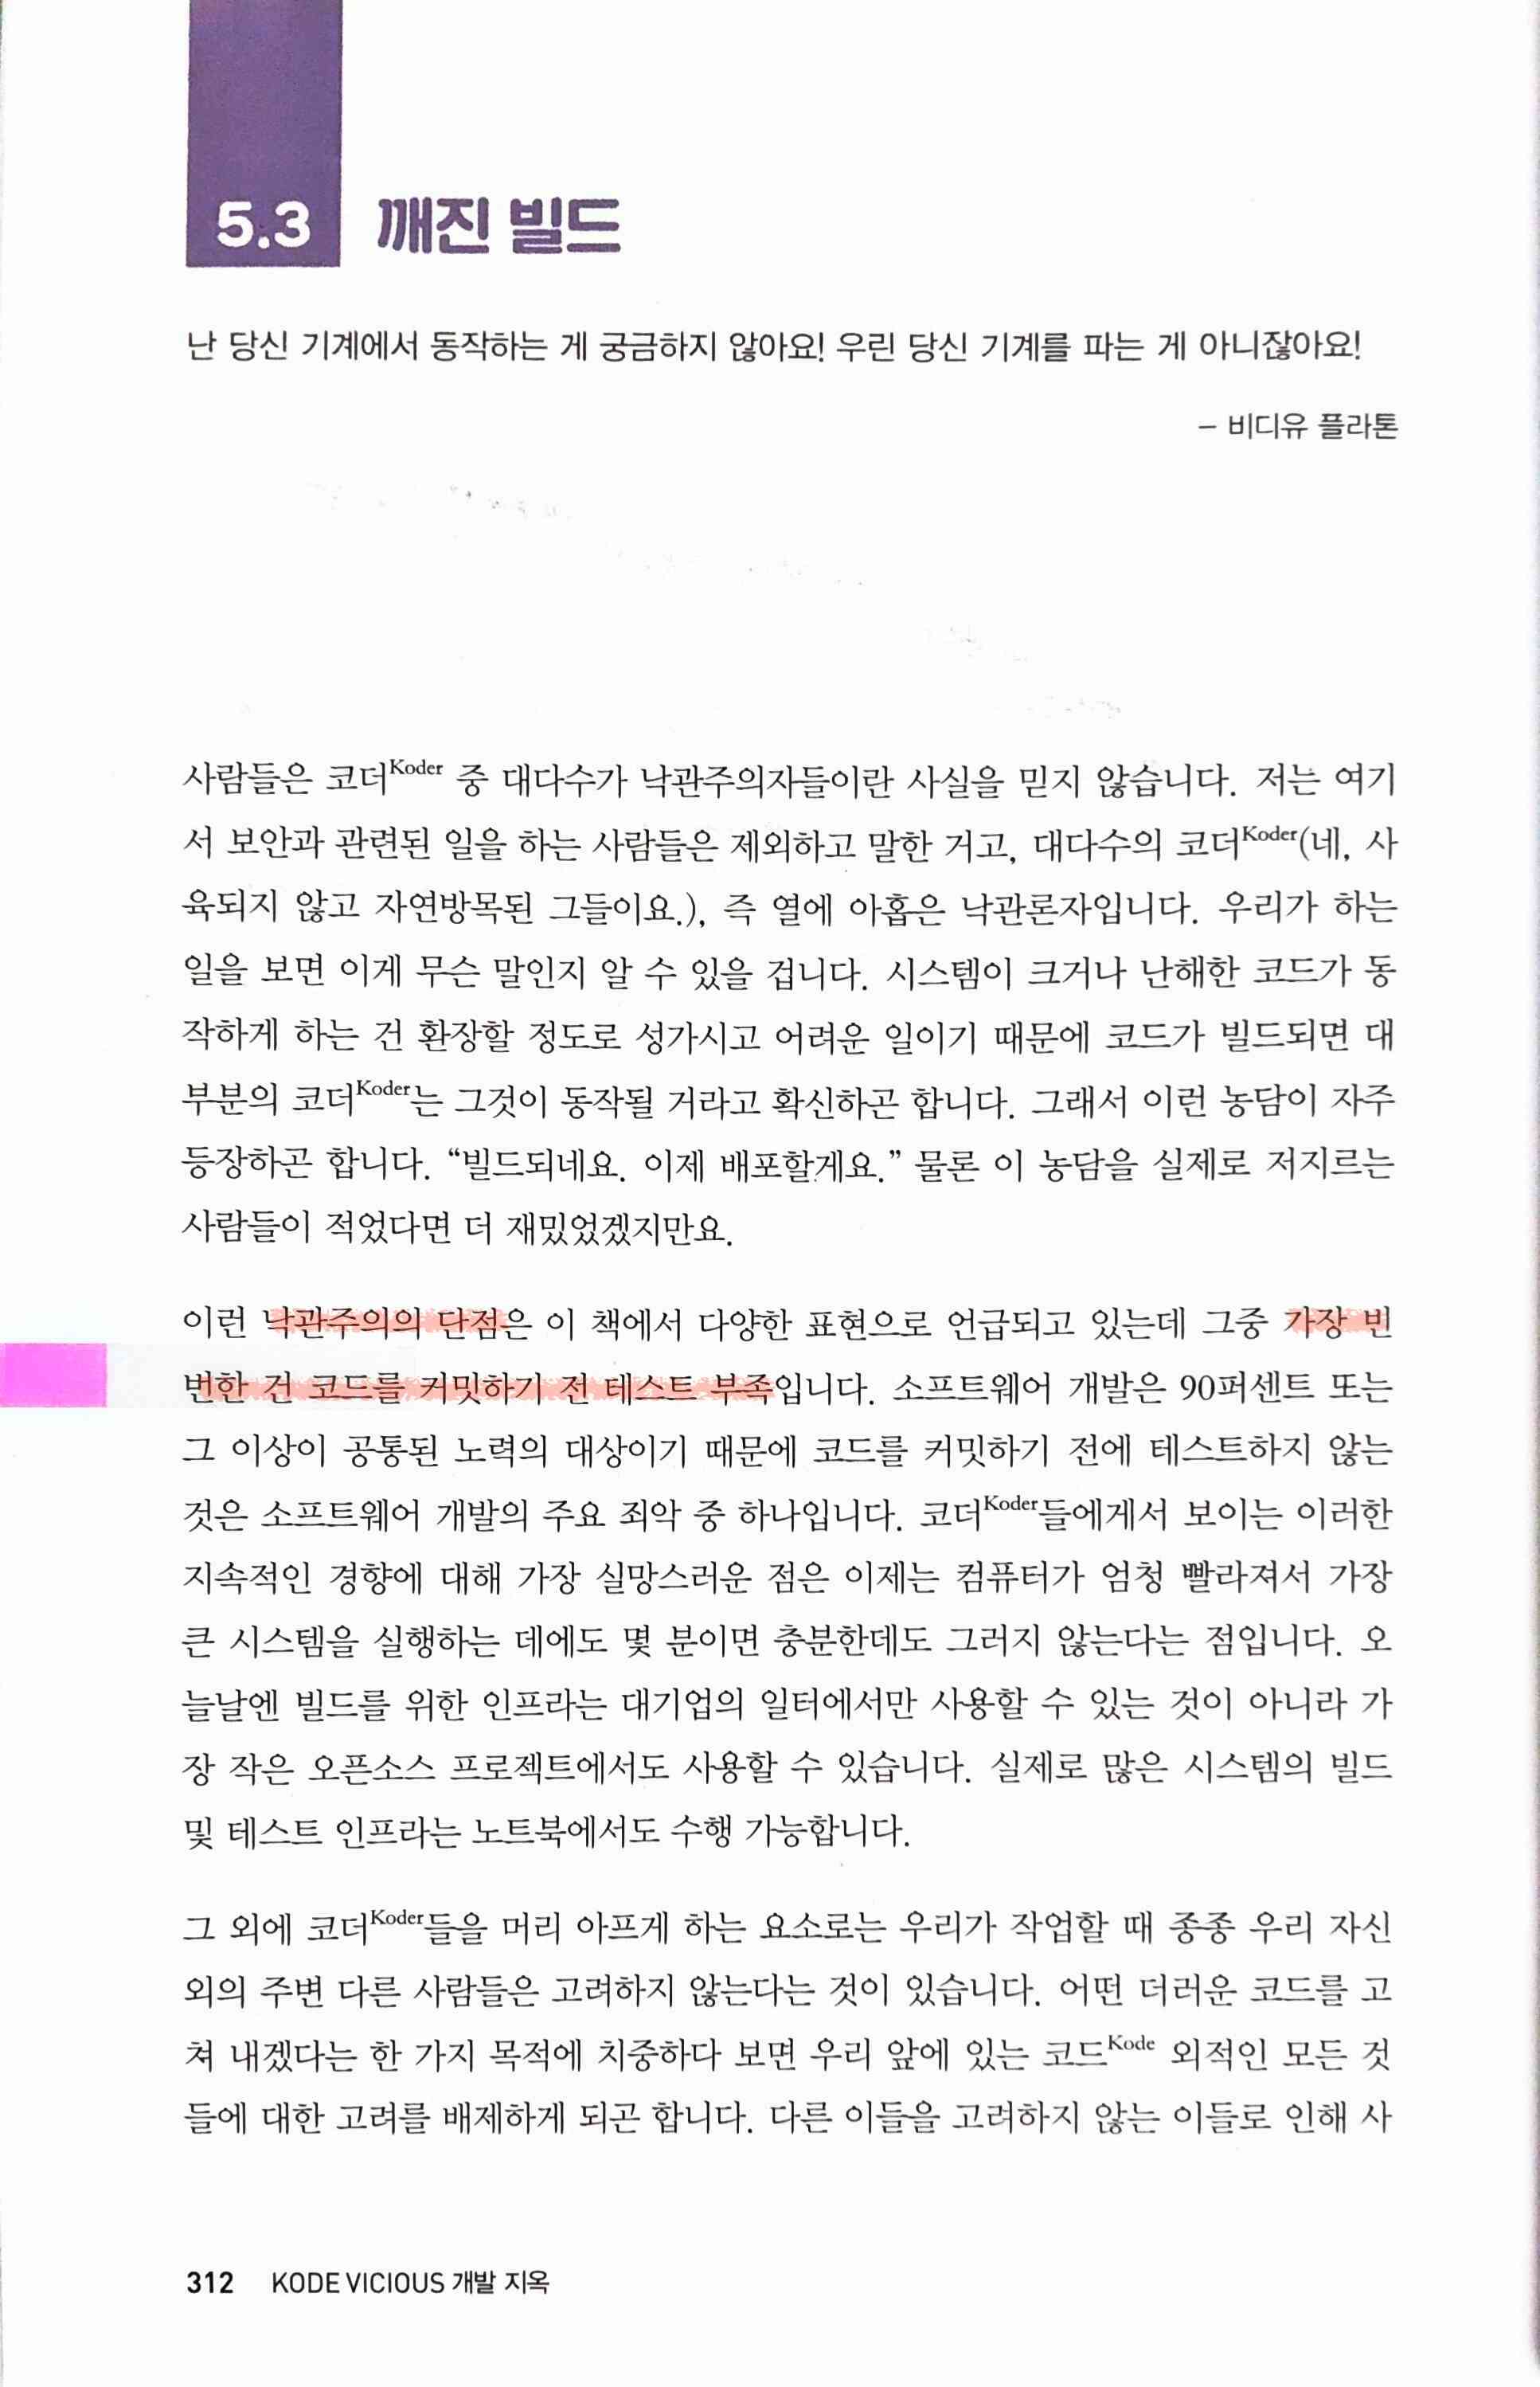 5.3 깨진 빌드
난 당신 기계에서 동작하는 게 궁금하지 않아요! 우린 당신 기계를 파는 게 아니잖아요!
– 비디유 플라톤
사람들은 코더Koder 중 대다수가 낙관주의자들이란 사실을 믿지 않습니다. 저는 여기
서 보안과 관련된 일을 하는 사람들은 제외하고 말한 거고, 대다수의 코더Koder(네, 사
육되지 않고 자연방목된 그들이요.), 즉 열에 아홉은 낙관론자입니다. 우리가 하는
일을 보면 이게 무슨 말인지 알 수 있을 겁니다. 시스템이 크거나 난해한 코드가 동
작하게 하는 건 환장할 정도로 성가시고 어려운 일이기 때문에 코드가 빌드되면 대
부분의 코더Koder는 그것이 동작될 거라고 확신하곤 합니다. 그래서 이런 농담이 자주
등장하곤 합니다. “빌드되네요. 이제 배포할게요.” 물론 이 농담을 실제로 저지르는
사람들이 적었다면 더 재밌었겠지만요.
이런 낙관주의의 단점은 이 책에서 다양한 표현으로 언급되고 있는데 그중 가장 빈
번한 건 코드를 커밋하기 전 테스트 부족입니다. 소프트웨어 개발은 90퍼센트 또는
그 이상이 공통된 노력의 대상이기 때문에 코드를 커밋하기 전에 테스트하지 않는
것은 소프트웨어 개발의 주요 죄악 중 하나입니다. 코더Koder들에게서 보이는 이러한
지속적인 경향에 대해 가장 실망스러운 점은 이제는 컴퓨터가 엄청 빨라져서 가장
큰 시스템을 실행하는 데에도 몇 분이면 충분한데도 그러지 않는다는 점입니다. 오
늘날엔 빌드를 위한 인프라는 대기업의 일터에서만 사용할 수 있는 것이 아니라 가
장 작은 오픈소스 프로젝트에서도 사용할 수 있습니다. 실제로 많은 시스템의 빌드
및 테스트 인프라는 노트북에서도 수행 가능합니다.
그 외에 코더Koder들을 머리 아프게 하는 요소로는 우리가 작업할 때 종종 우리 자신
외의 주변 다른 사람들은 고려하지 않는다는 것이 있습니다. 어떤 더러운 코드를 고
쳐 내겠다는 한 가지 목적에 치중하다 보면 우리 앞에 있는 코드Kode 외적인 모든 것
들에 대한 고려를 배제하게 되곤 합니다. 다른 이들을 고려하지 않는 이들로 인해 사
312 KODE VICIOUS 개발 지옥